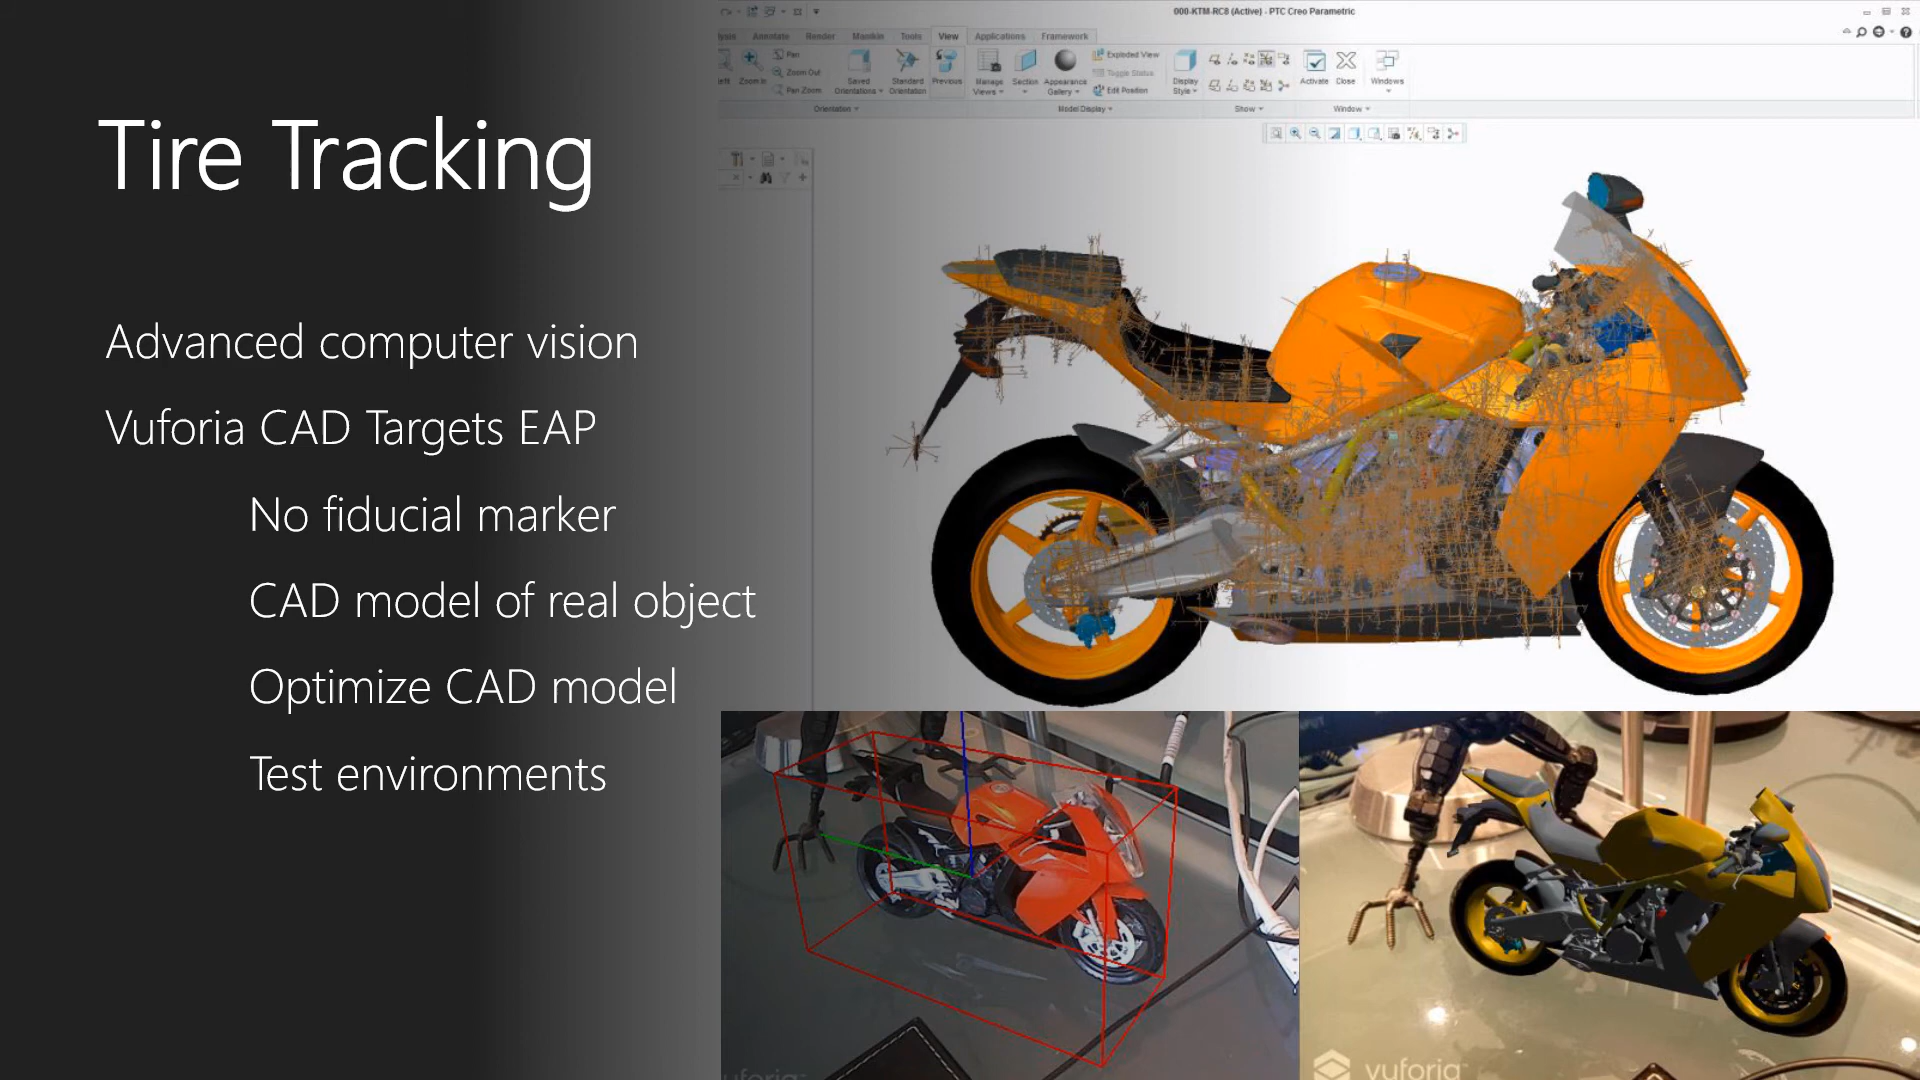 000-KTM-RC8 (Active) - PTC Creo Parametric
Annotate Render Manikin Tools View Applications Framework
Pan
Zoom In Zoom Out
Pan Zoom
Saved Orientations
Standard Orientation
Previous
Manage Views
Section
Appearance Gallery
Exploded View
Toggle Status
Edit Position
Display Style
Activate
Close
Windows
Orientation Model Display Show Window
Tire Tracking
Advanced computer vision
Vuforia CAD Targets EAP
No fiducial marker
CAD model of real object
Optimize CAD model
Test environments
vuforia
vuforia